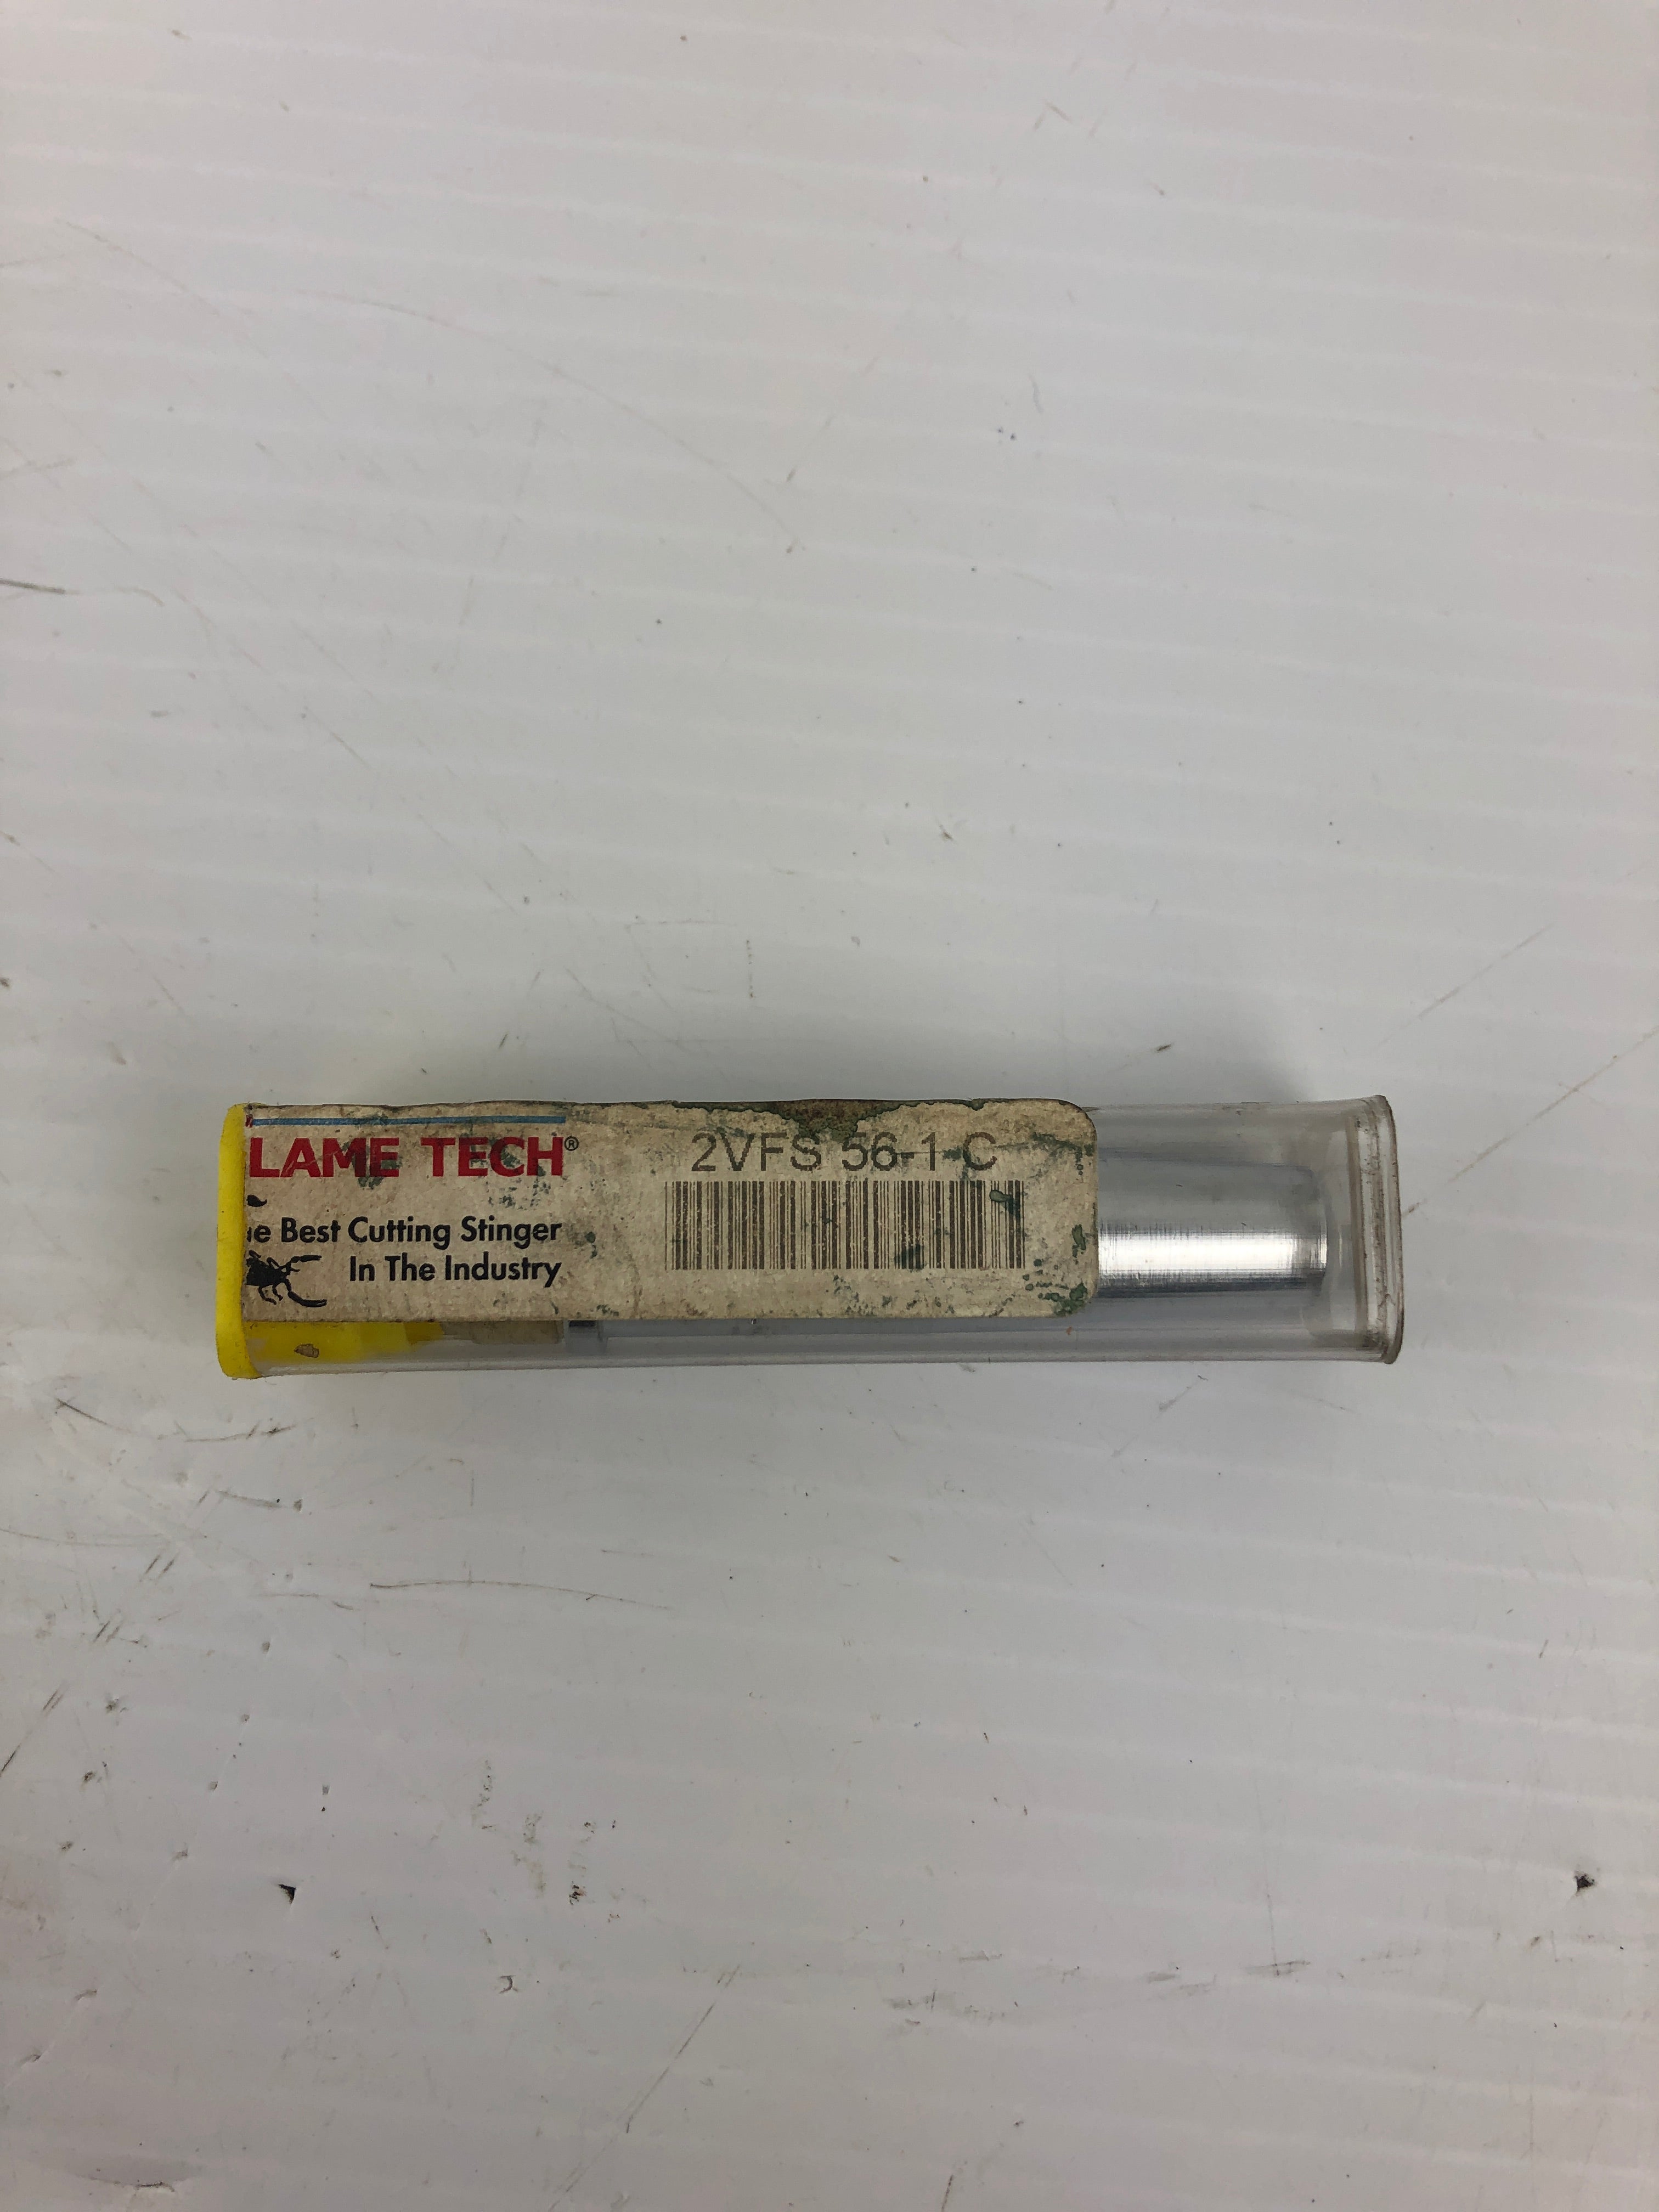 LAME TECH®
e Best Cutting Stinger
In The Industry
2VFS 56-1 C